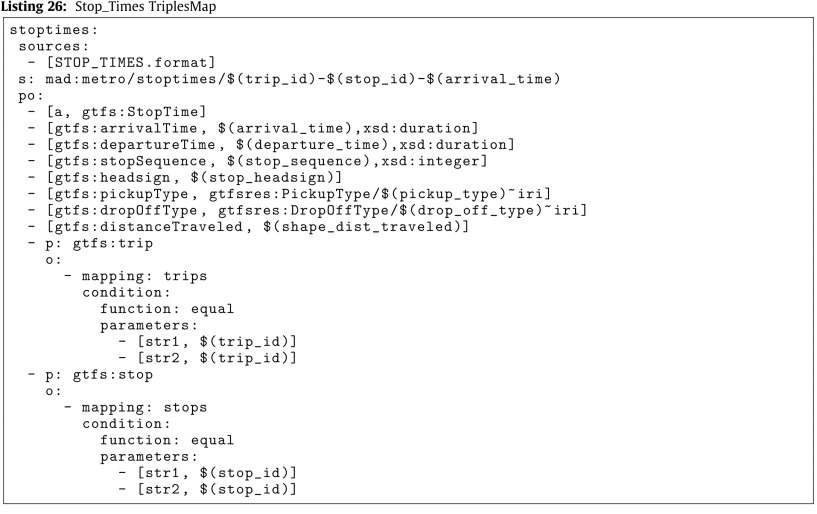 Listing 26: Stop_Times TriplesMap
stoptimes:
 sources:
  - [STOP_TIMES.format]
 s: mad:metro/stoptimes/$(trip_id)-$(stop_id)-$(arrival_time)
 po:
  - [a, gtfs:StopTime]
  - [gtfs:arrivalTime, $(arrival_time),xsd:duration]
  - [gtfs:departureTime, $(departure_time),xsd:duration]
  - [gtfs:stopSequence, $(stop_sequence),xsd:integer]
  - [gtfs:headsign, $(stop_headsign)]
  - [gtfs:pickupType, gtfsres:PickupType/$(pickup_type)~iri]
  - [gtfs:dropOffType, gtfsres:DropOffType/$(drop_off_type)~iri]
  - [gtfs:distanceTraveled, $(shape_dist_traveled)]
  - p: gtfs:trip
    o:
      - mapping: trips
        condition:
          function: equal
          parameters:
            - [str1, $(trip_id)]
            - [str2, $(trip_id)]
  - p: gtfs:stop
    o:
      - mapping: stops
        condition:
          function: equal
          parameters:
            - [str1, $(stop_id)]
            - [str2, $(stop_id)]